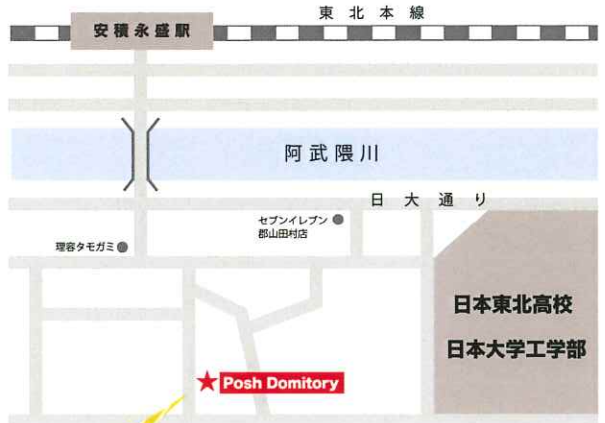 東北本線
安積永盛駅
阿武隈川
日大通り
セブンイレブン
郡山田村店
理容タモガミ
日本東北高校
日本大学工学部
Posh Domitory